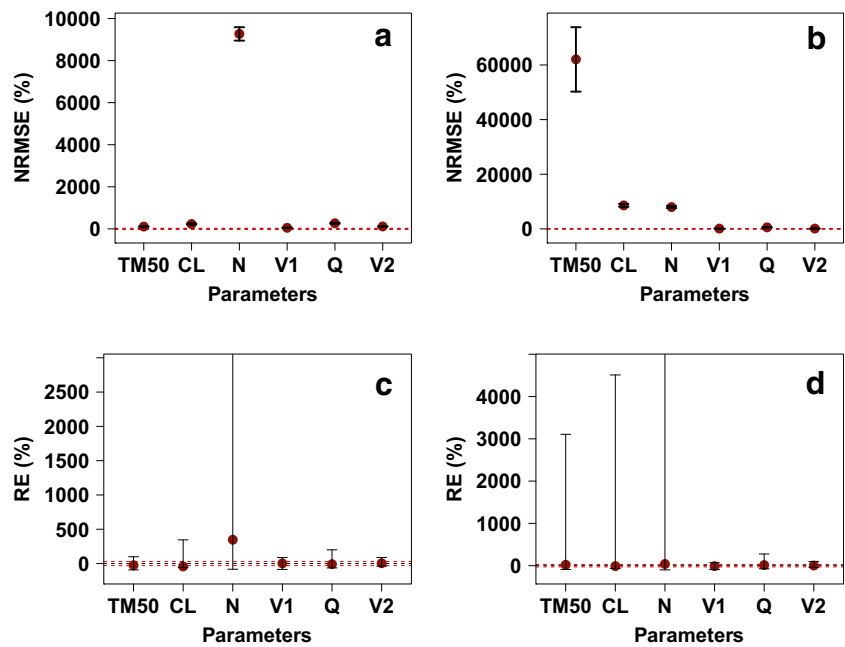 a
NRMSE (%)
10000
8000
6000
4000
2000
0
TM50 CL N V1 Q V2
Parameters
b
NRMSE (%)
60000
40000
20000
0
TM50 CL N V1 Q V2
Parameters
c
RE (%)
2500
2000
1500
1000
500
0
TM50 CL N V1 Q V2
Parameters
d
RE (%)
4000
3000
2000
1000
0
TM50 CL N V1 Q V2
Parameters